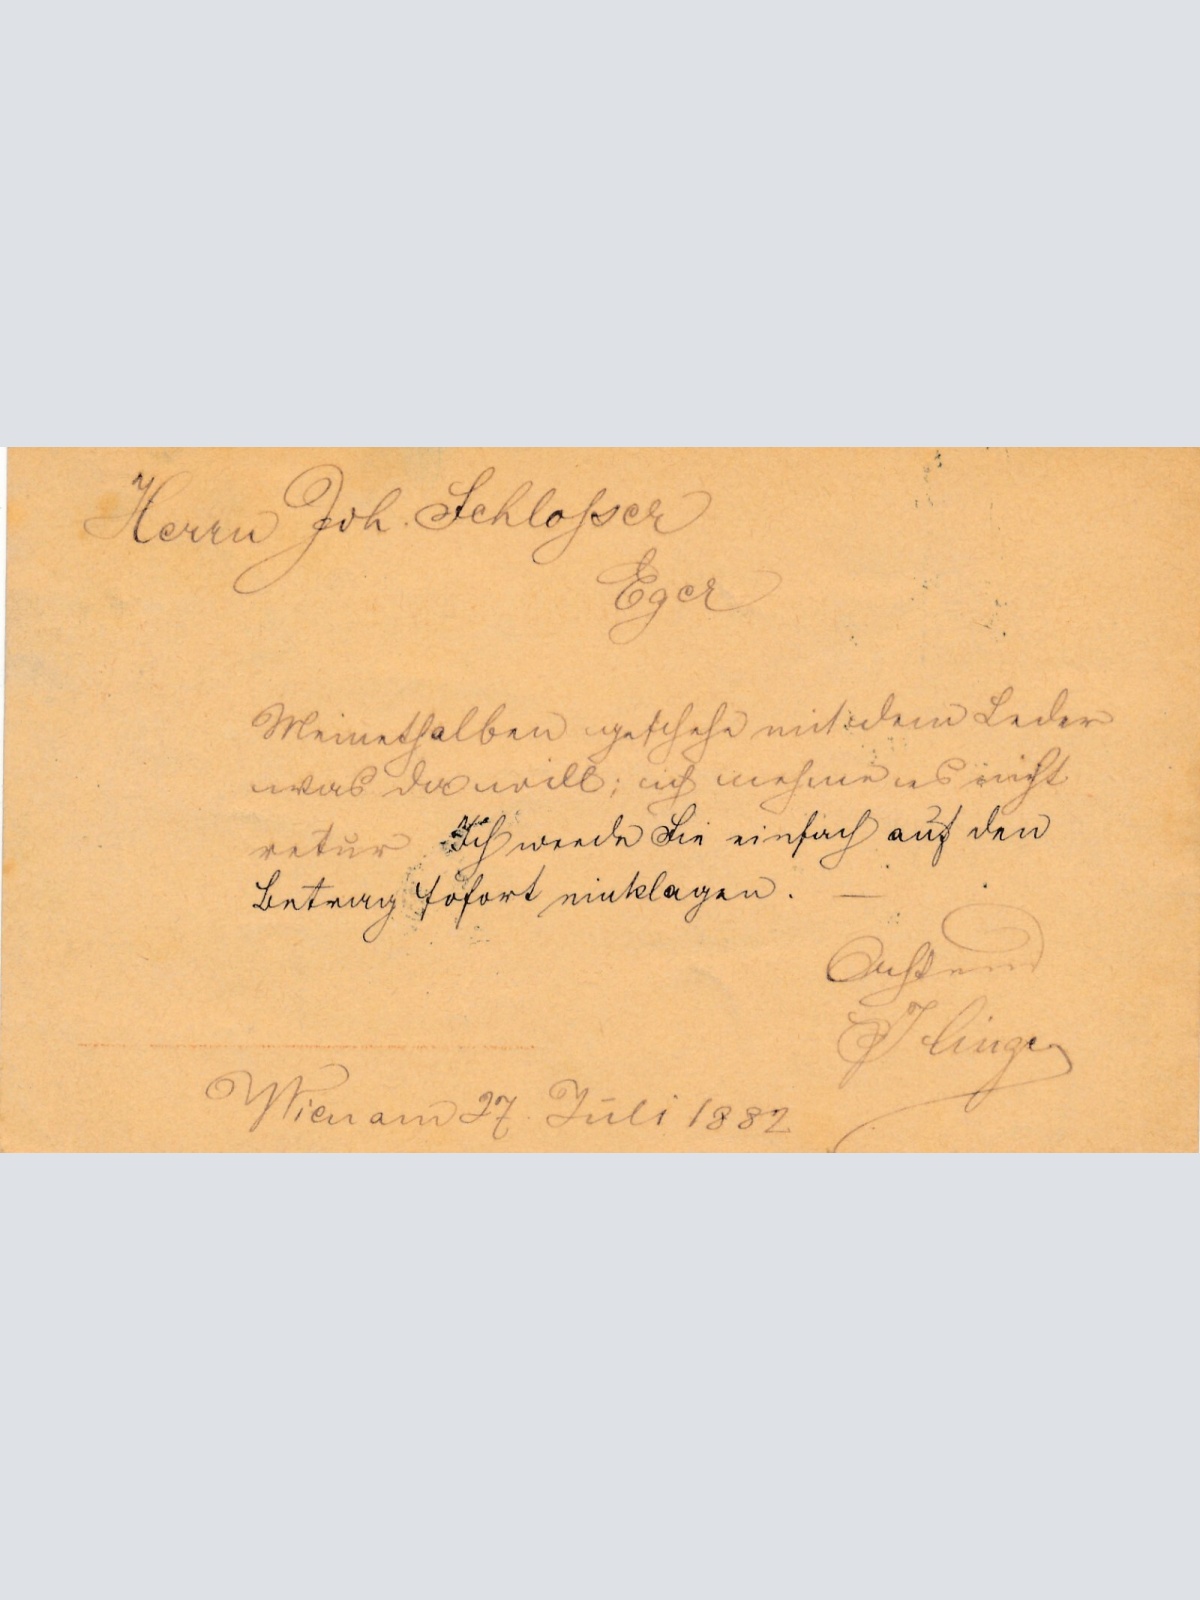 Herrn Joh. Schlosser
Eger
Meinethalben geschehe mit dem Leder
was da will; ich nehme es nicht
retur Ich werde Sie einfach auf den
Betrag sofort einklagen. —
Achtend
Wien am 27. Juli 1882